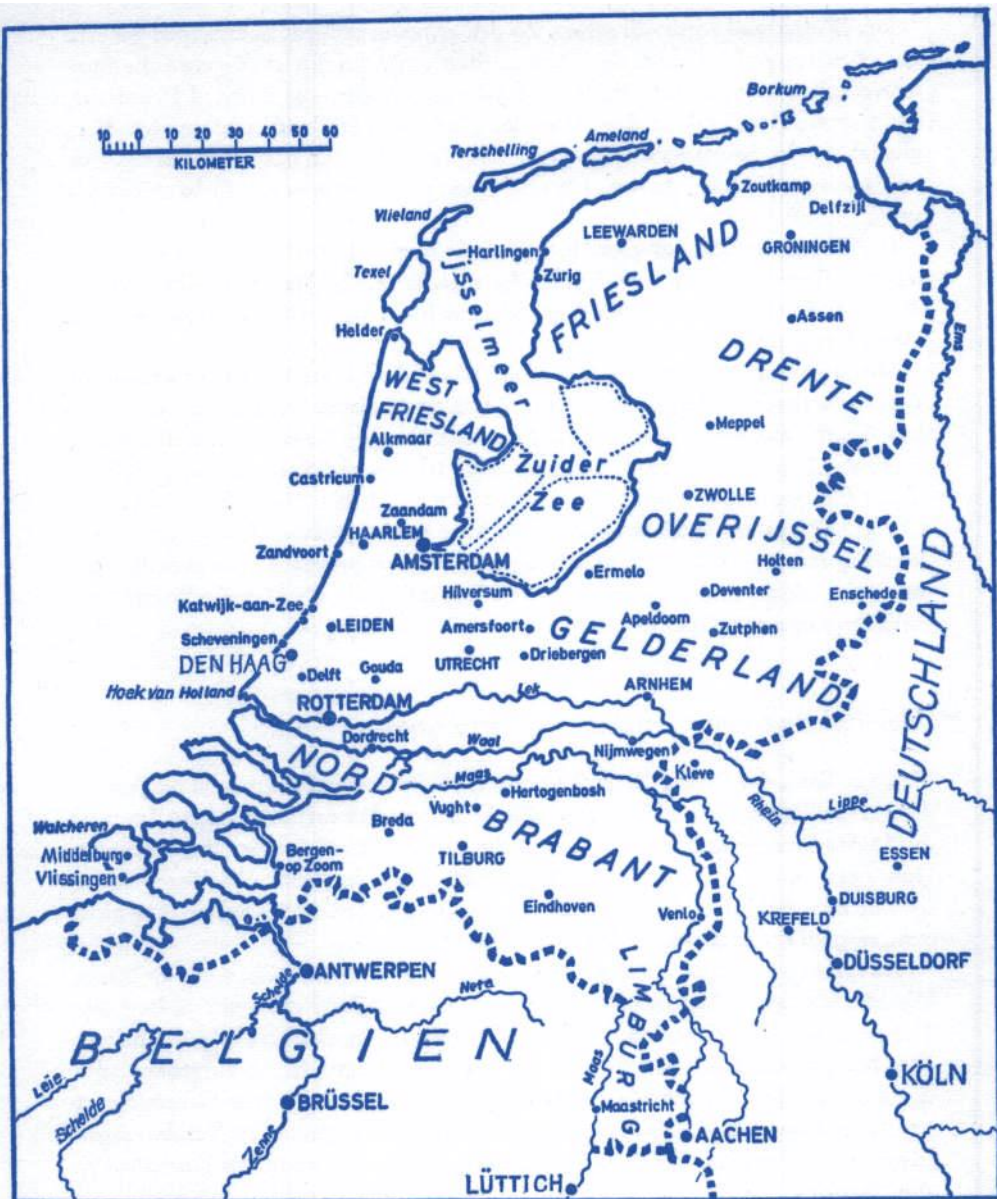 Borkum
10 0 10 20 30 40 50 60
KILOMETER
Ameland
Terschelling
Zoutkamp
Delfzijl
Vlieland
LEEWARDEN
Harlingen
GRONINGEN
Texel
Zurig
Ijsselmeer
FRIESLAND
Assen
Helder
Ems
DRENTE
WEST
FRIESLAND
Meppel
Alkmaar
Zuider
Zee
Castricum
ZWOLLE
Zaandam
OVERIJSSEL
HAARLEM
Zandvoort
AMSTERDAM
Holten
Ermelo
Hilversum
Deventer
Enschede
Katwijk-aan-Zee
Apeldoorn
LEIDEN
Amersfoort
GELDERLAND
Zutphen
Scheveningen
DEN HAAG
UTRECHT
Driebergen
Delft
Gouda
ARNHEM
Hoek van Holland
Lek
ROTTERDAM
DEUTSCHLAND
Dordrecht
Waal
Nijmwegen
NORD
Maas
Kleve
Hertogenbosh
Rhein
Lippe
Vught
BRABANT
Walcheren
Breda
Middelburg
Bergen-
op Zoom
TILBURG
ESSEN
Vlissingen
Eindhoven
Venlo
DUISBURG
KREFELD
LIMBURG
DÜSSELDORF
ANTWERPEN
Schelde
Neta
BELGIEN
Maas
Leie
Schelde
KÖLN
BRÜSSEL
Maastricht
Zenne
AACHEN
LÜTTICH